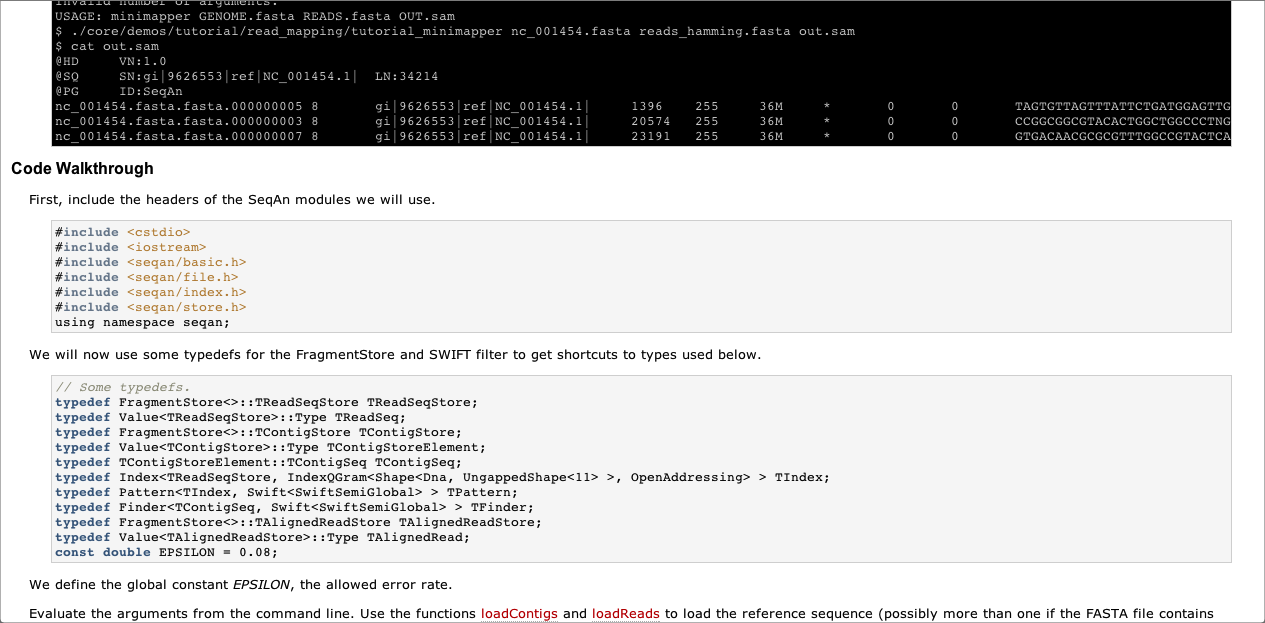 Invalid number of arguments.
USAGE: minimapper GENOME.fasta READS.fasta OUT.sam
$ ./core/demos/tutorial/read_mapping/tutorial_minimapper nc_001454.fasta reads_hamming.fasta out.sam
$ cat out.sam
@HD VN:1.0
@SQ SN:gi|9626553|ref|NC_001454.1| LN:34214
@PG ID:SeqAn
nc_001454.fasta.fasta.000000005 8 gi|9626553|ref|NC_001454.1| 1396 255 36M * 0 0 TAGTGTTAGTTTATTCTGATGGAGTTG
nc_001454.fasta.fasta.000000003 8 gi|9626553|ref|NC_001454.1| 20574 255 36M * 0 0 CCGGCGGCGTACACTGGCTGGCCCTNG
nc_001454.fasta.fasta.000000007 8 gi|9626553|ref|NC_001454.1| 23191 255 36M * 0 0 GTGACAACGCGCGTTTGGCCGTACTCA
Code Walkthrough
First, include the headers of the SeqAn modules we will use.
#include <cstdio>
#include <iostream>
#include <seqan/basic.h>
#include <seqan/file.h>
#include <seqan/index.h>
#include <seqan/store.h>
using namespace seqan;
We will now use some typedefs for the FragmentStore and SWIFT filter to get shortcuts to types used below.
// Some typedefs.
typedef FragmentStore<>::TReadSeqStore TReadSeqStore;
typedef Value<TReadSeqStore>::Type TReadSeq;
typedef FragmentStore<>::TContigStore TContigStore;
typedef Value<TContigStore>::Type TContigStoreElement;
typedef TContigStoreElement::TContigSeq TContigSeq;
typedef Index<TReadSeqStore, IndexQGram<Shape<Dna, UngappedShape<11> >, OpenAddressing> > TIndex;
typedef Pattern<TIndex, Swift<SwiftSemiGlobal> > TPattern;
typedef Finder<TContigSeq, Swift<SwiftSemiGlobal> > TFinder;
typedef FragmentStore<>::TAlignedReadStore TAlignedReadStore;
typedef Value<TAlignedReadStore>::Type TAlignedRead;
const double EPSILON = 0.08;
We define the global constant EPSILON, the allowed error rate.
Evaluate the arguments from the command line. Use the functions loadContigs and loadReads to load the reference sequence (possibly more than one if the FASTA file contains